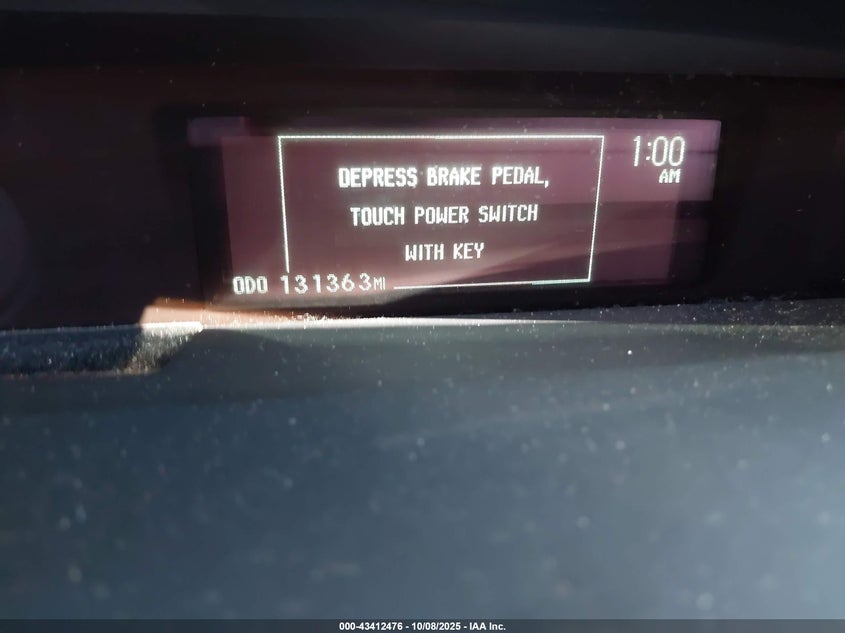 1:00
AM
DEPRESS BRAKE PEDAL,
TOUCH POWER SWITCH
WITH KEY
ODO 131363MI
000-43412476 - 10/08/2025 - IAA Inc.